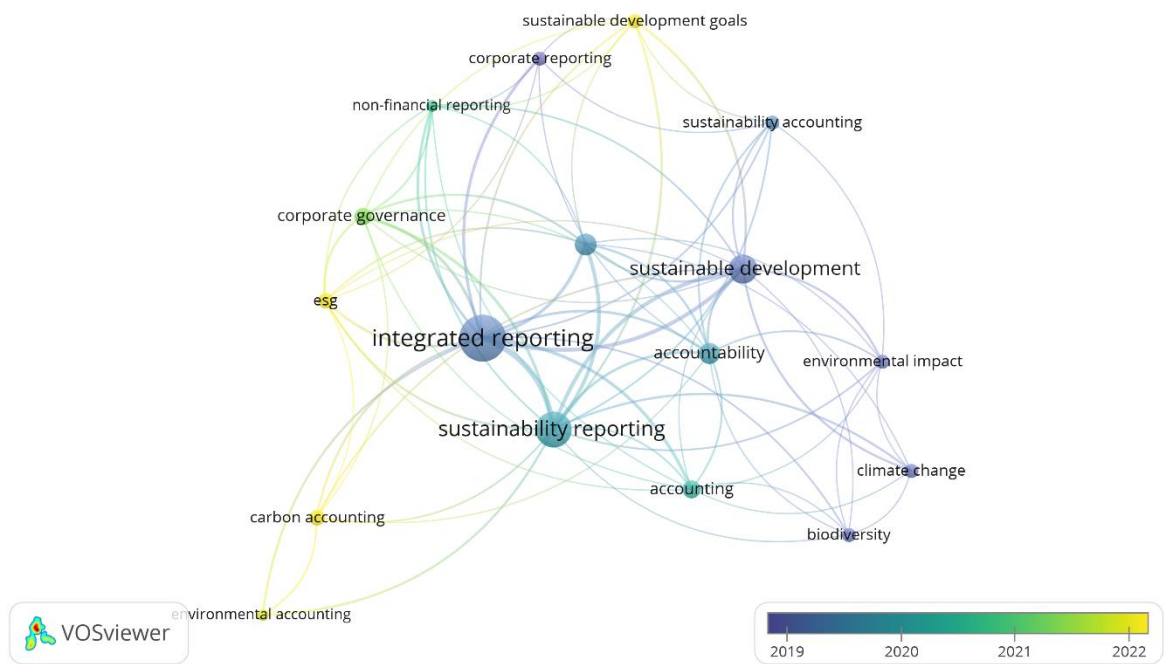 sustainable development goals
corporate reporting
non-financial reporting
sustainability accounting
corporate governance
sustainable development
esg
integrated reporting
accountability
environmental impact
sustainability reporting
climate change
accounting
carbon accounting
biodiversity
environmental accounting
VOSviewer
2019 2020 2021 2022